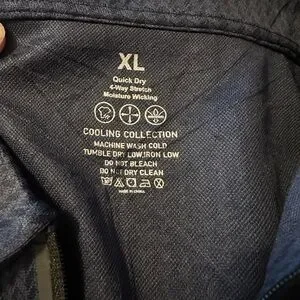 XL
Quick Dry
4-Way Stretch
Moisture Wicking
COOLING COLLECTION
MACHINE WASH COLD
TUMBLE DRY LOW,IRON LOW
DO NOT BLEACH
DO NOT DRY CLEAN
MADE IN CHINA